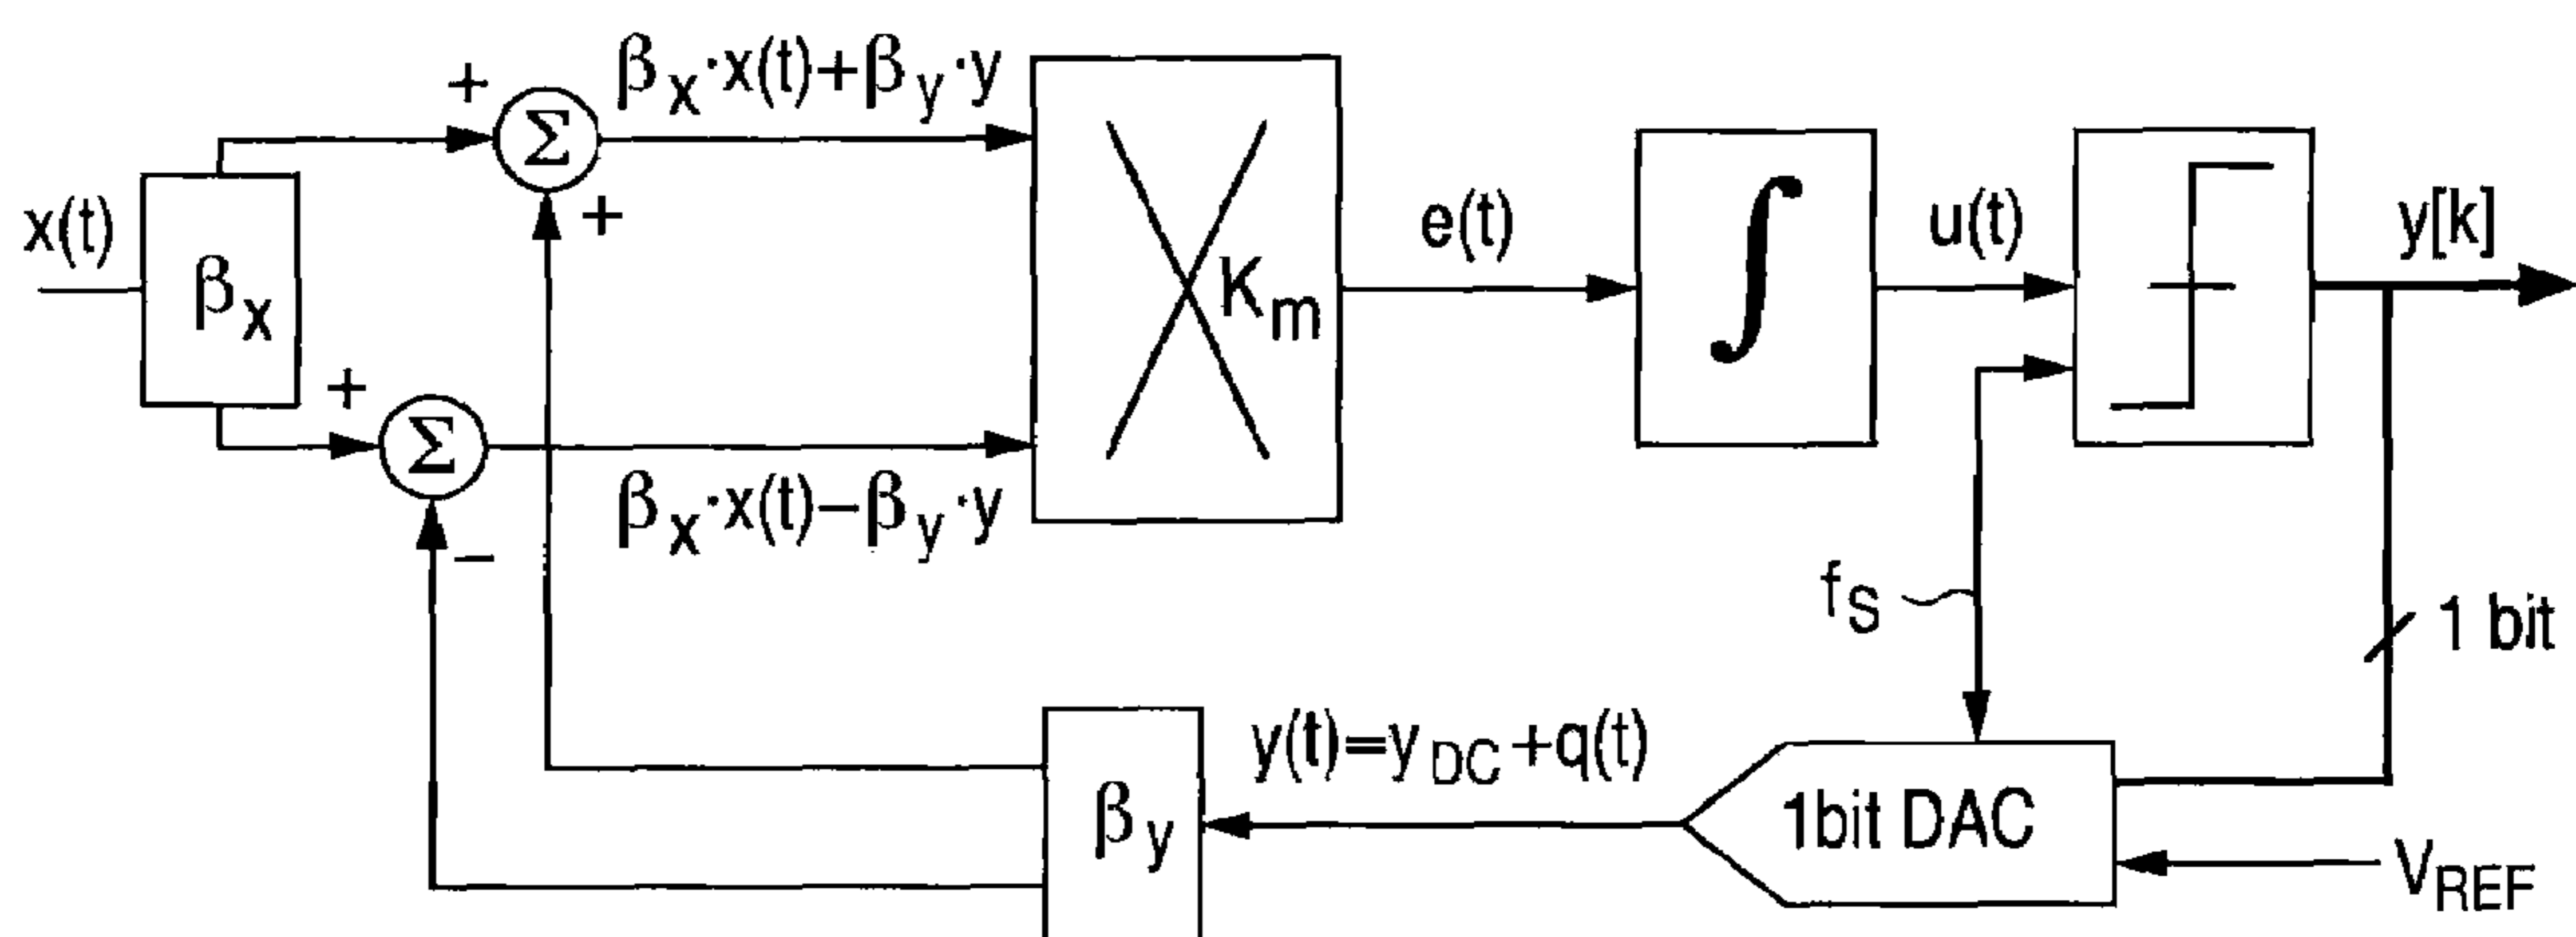 x(t)
βx
+
Σ
+
βx·x(t)+βy·y
+
Σ
−
βx·x(t)−βy·y
Km
e(t)
∫
u(t)
y[k]
fS
1 bit
βy
y(t)=yDC+q(t)
1bit DAC
VREF